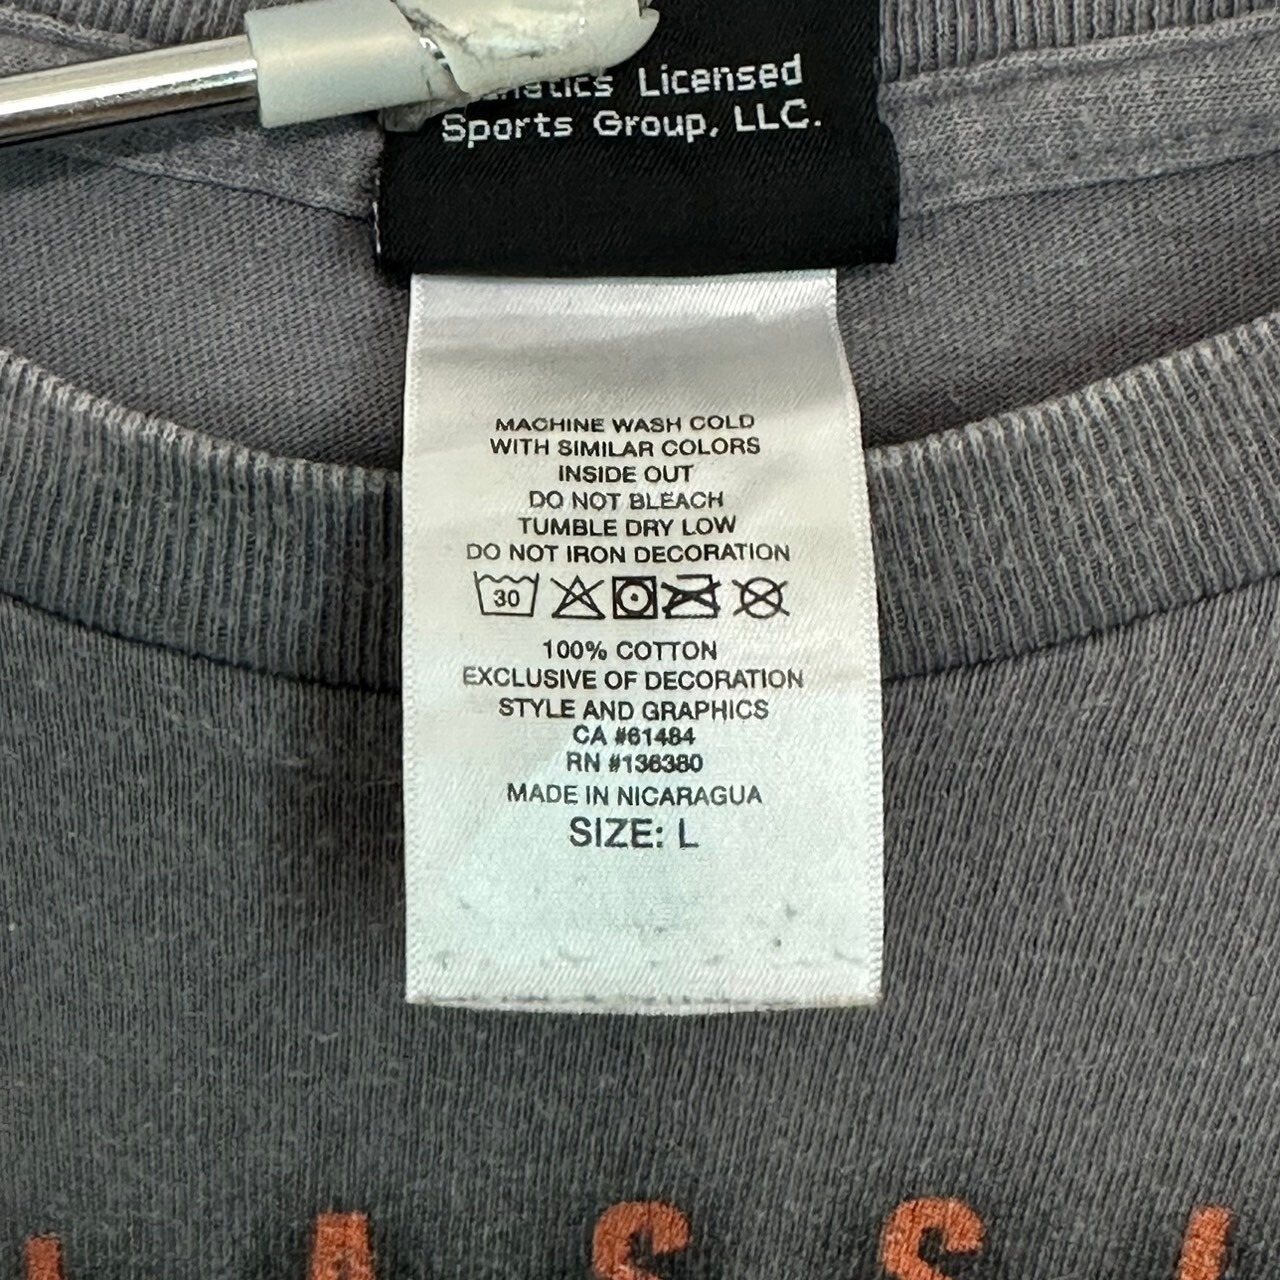 Licensed
Sports Group, LLC.
MACHINE WASH COLD
WITH SIMILAR COLORS
INSIDE OUT
DO NOT BLEACH
TUMBLE DRY LOW
DO NOT IRON DECORATION
30
100% COTTON
EXCLUSIVE OF DECORATION
STYLE AND GRAPHICS
CA #61484
RN #136380
MADE IN NICARAGUA
SIZE: L